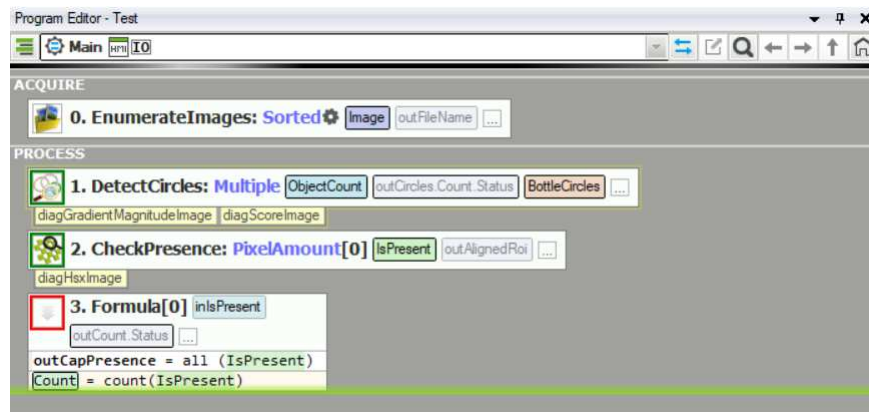 Program Editor - Test
Main HMI IO
ACQUIRE
0. EnumerateImages: Sorted Image outFileName ...
PROCESS
1. DetectCircles: Multiple ObjectCount outCircles.Count.Status BottleCircles ...
diagGradientMagnitudeImage diagScoreImage
2. CheckPresence: PixelAmount[0] IsPresent outAlignedRoi ...
diagHsxImage
3. Formula[0] inIsPresent
outCount.Status ...
outCapPresence = all (IsPresent)
Count = count(IsPresent)